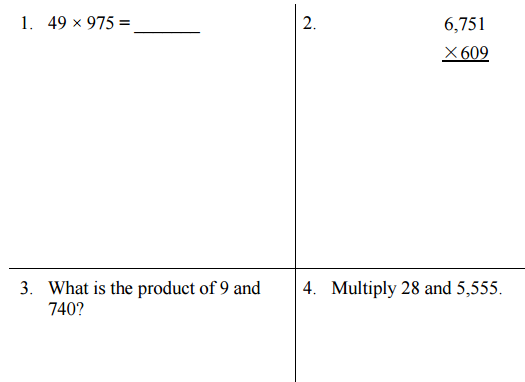 1. 49 × 975 = ________
2. 6,751
×609
3. What is the product of 9 and
740?
4. Multiply 28 and 5,555.